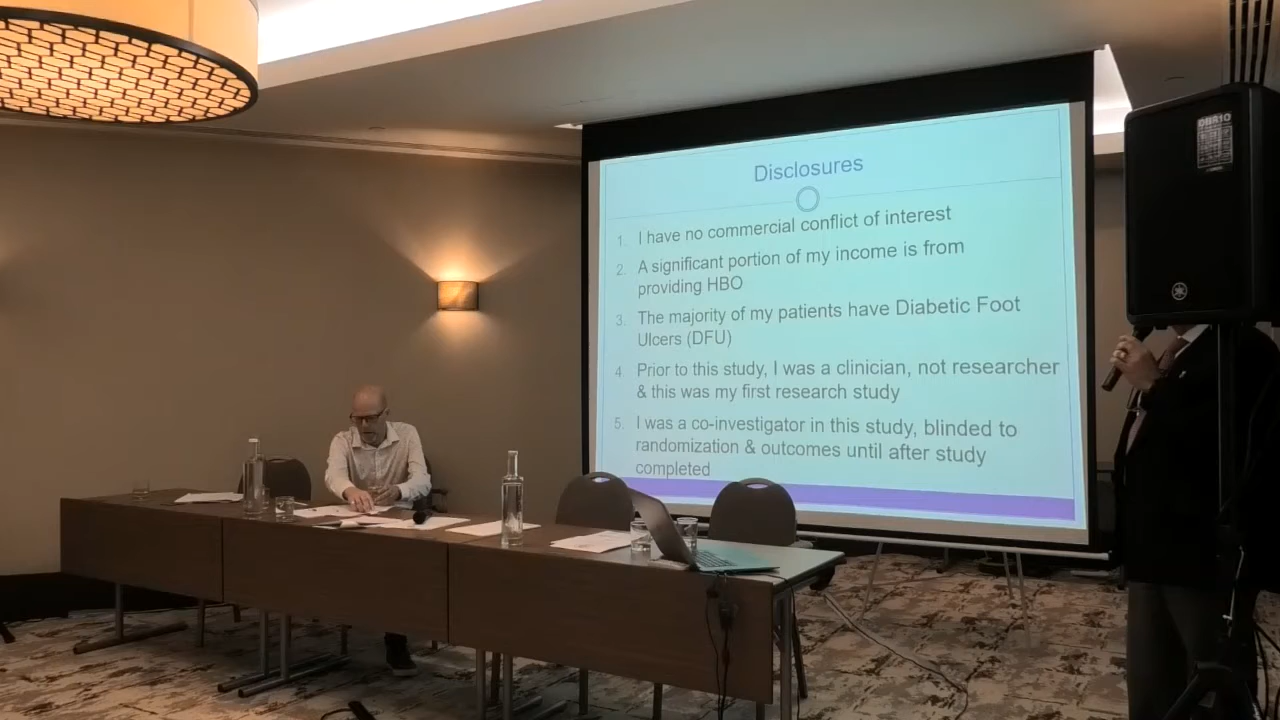 Disclosures
1. I have no commercial conflict of interest
2. A significant portion of my income is from
providing HBO
3. The majority of my patients have Diabetic Foot
Ulcers (DFU)
4. Prior to this study, I was a clinician, not researcher
& this was my first research study
5. I was a co-investigator in this study, blinded to
randomization & outcomes until after study
completed